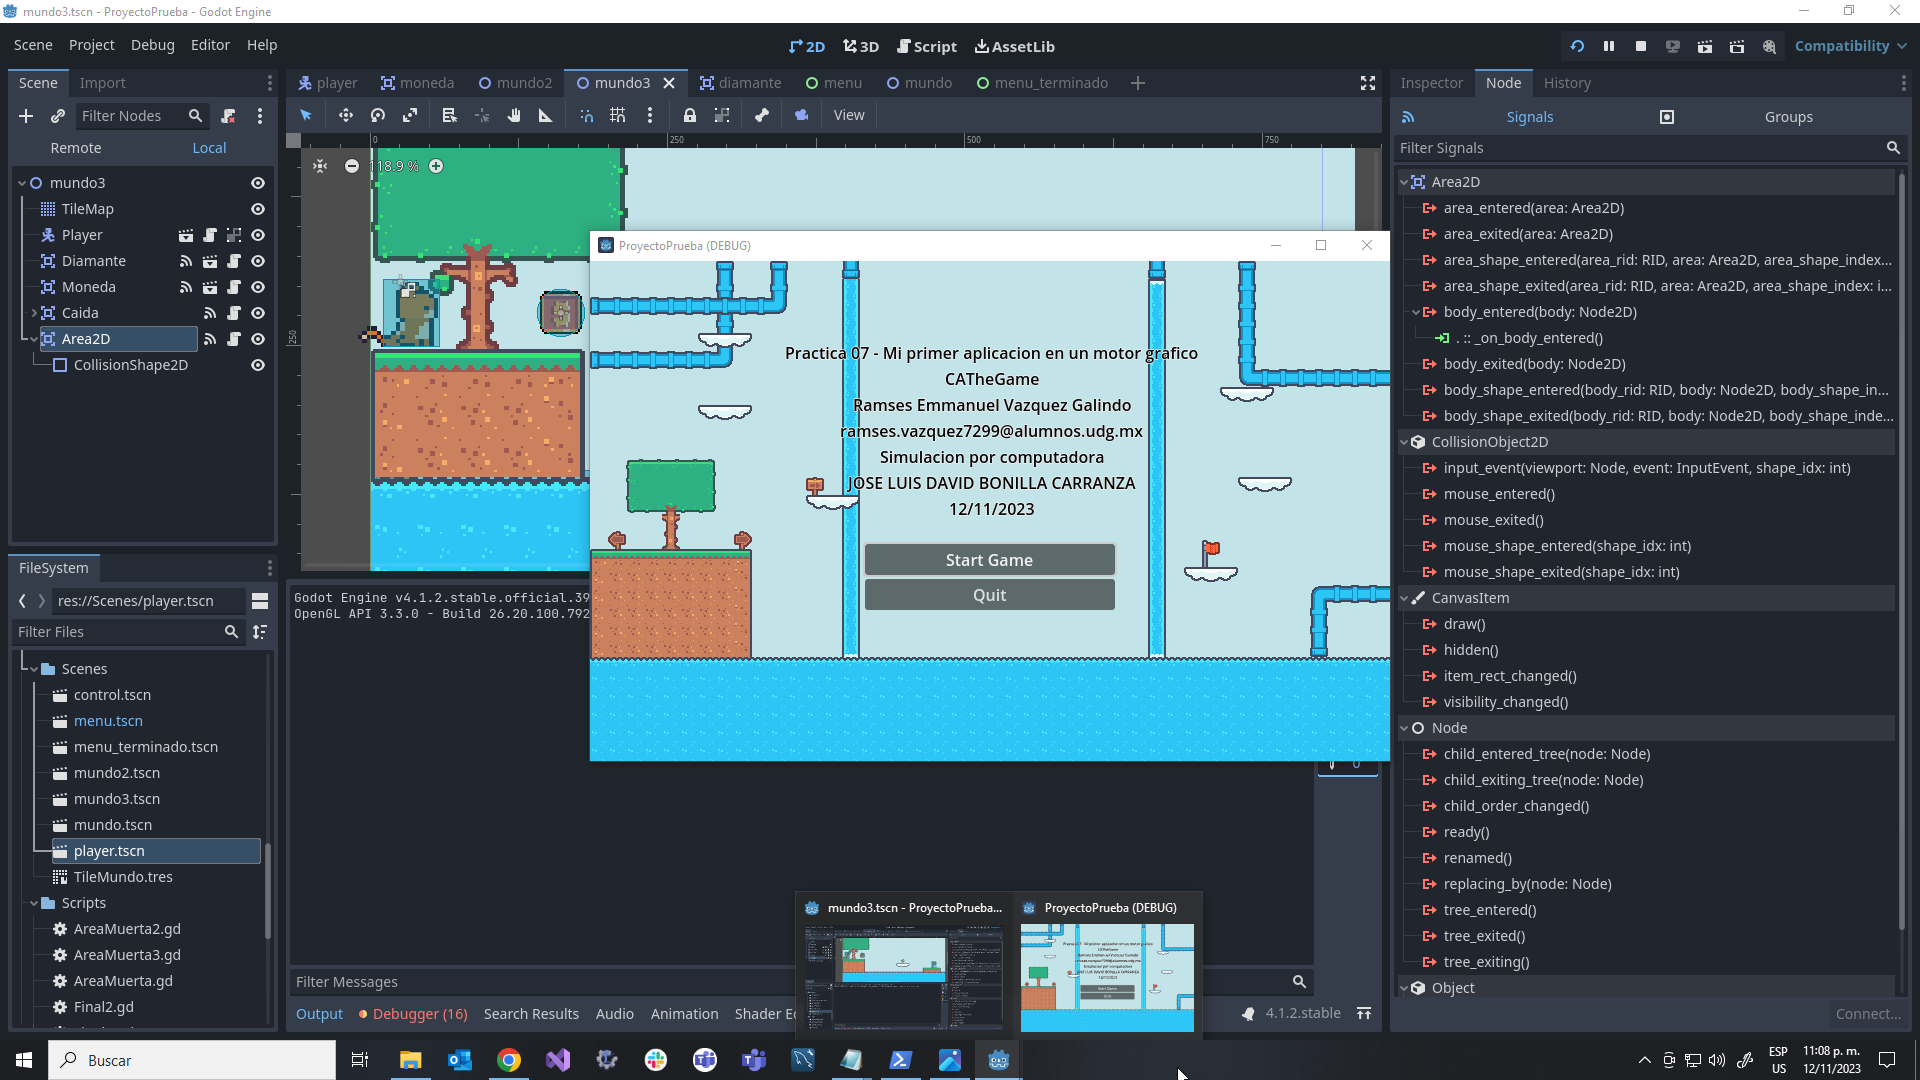 mundo3.tscn - ProyectoPrueba - Godot Engine
Scene Project Debug Editor Help
2D 3D Script AssetLib
Compatibility
Scene Import
player moneda mundo2 mundo3 diamante menu mundo menu_terminado
Inspector Node History
Filter Nodes
View
Signals Groups
Remote Local
0 250 500 750
Filter Signals
118.9 %
250
mundo3
TileMap
Player
Diamante
Moneda
Caida
Area2D
CollisionShape2D
ProyectoPrueba (DEBUG)
Practica 07 - Mi primer aplicacion en un motor grafico
CATheGame
Ramses Emmanuel Vazquez Galindo
ramses.vazquez7299@alumnos.udg.mx
Simulacion por computadora
JOSE LUIS DAVID BONILLA CARRANZA
12/11/2023
Start Game
Quit
Area2D
area_entered(area: Area2D)
area_exited(area: Area2D)
area_shape_entered(area_rid: RID, area: Area2D, area_shape_index...
area_shape_exited(area_rid: RID, area: Area2D, area_shape_index: i...
body_entered(body: Node2D)
. :: _on_body_entered()
body_exited(body: Node2D)
body_shape_entered(body_rid: RID, body: Node2D, body_shape_in...
body_shape_exited(body_rid: RID, body: Node2D, body_shape_inde...
CollisionObject2D
input_event(viewport: Node, event: InputEvent, shape_idx: int)
mouse_entered()
mouse_exited()
mouse_shape_entered(shape_idx: int)
mouse_shape_exited(shape_idx: int)
CanvasItem
draw()
hidden()
item_rect_changed()
visibility_changed()
Node
child_entered_tree(node: Node)
child_exiting_tree(node: Node)
child_order_changed()
ready()
renamed()
replacing_by(node: Node)
tree_entered()
tree_exited()
tree_exiting()
Object
Connect...
FileSystem
res://Scenes/player.tscn
Filter Files
Scenes
control.tscn
menu.tscn
menu_terminado.tscn
mundo2.tscn
mundo3.tscn
mundo.tscn
player.tscn
TileMundo.tres
Scripts
AreaMuerta2.gd
AreaMuerta3.gd
AreaMuerta.gd
Final2.gd
Godot Engine v4.1.2.stable.official.39
OpenGL API 3.3.0 - Build 26.20.100.792
0
Filter Messages
Output Debugger (16) Search Results Audio Animation Shader Ed
4.1.2.stable
mundo3.tscn - ProyectoPrueba... ProyectoPrueba (DEBUG)
Buscar
ESP
US
11:08 p. m.
12/11/2023